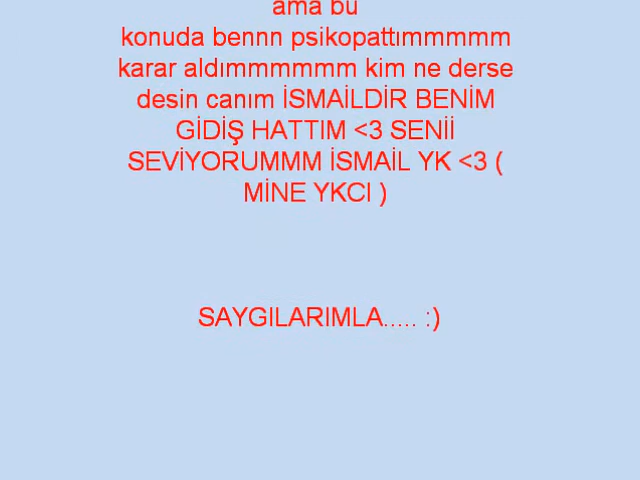 ama bu
konuda bennn psikopattımmmmm
karar aldımmmmmm kim ne derse
desin canım İSMAİLDİR BENİM
GİDİŞ HATTIM <3 SENİİ
SEVİYORUMMM İSMAİL YK <3 (
MİNE YKCI )
SAYGILARIMLA..... :)